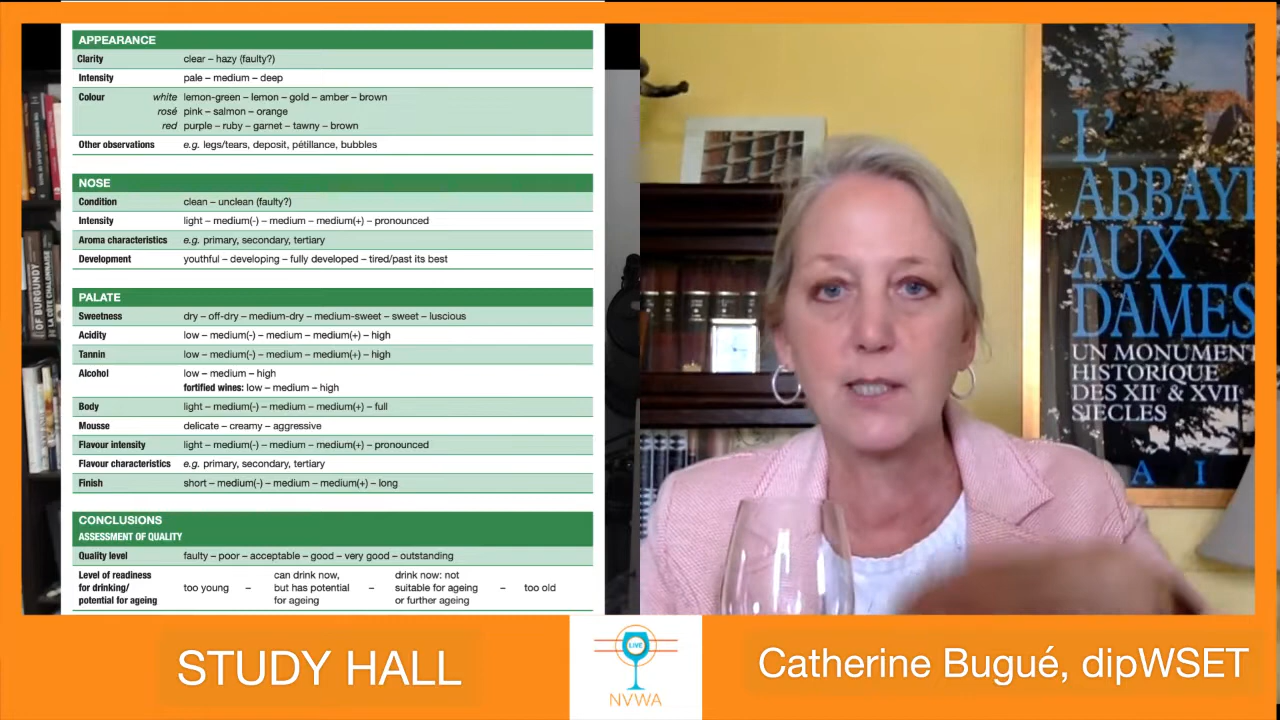 APPEARANCE
Clarity clear – hazy (faulty?)
Intensity pale – medium – deep
Colour white lemon-green – lemon – gold – amber – brown
rosé pink – salmon – orange
red purple – ruby – garnet – tawny – brown
Other observations e.g. legs/tears, deposit, pétillance, bubbles
NOSE
Condition clean – unclean (faulty?)
Intensity light – medium(-) – medium – medium(+) – pronounced
Aroma characteristics e.g. primary, secondary, tertiary
Development youthful – developing – fully developed – tired/past its best
PALATE
Sweetness dry – off-dry – medium-dry – medium-sweet – sweet – luscious
Acidity low – medium(-) – medium – medium(+) – high
Tannin low – medium(-) – medium – medium(+) – high
Alcohol low – medium – high
fortified wines: low – medium – high
Body light – medium(-) – medium – medium(+) – full
Mousse delicate – creamy – aggressive
Flavour intensity light – medium(-) – medium – medium(+) – pronounced
Flavour characteristics e.g. primary, secondary, tertiary
Finish short – medium(-) – medium – medium(+) – long
CONCLUSIONS
ASSESSMENT OF QUALITY
Quality level faulty – poor – acceptable – good – very good – outstanding
Level of readiness can drink now, drink now: not
for drinking/ too young – but has potential – suitable for ageing – too old
potential for ageing for ageing or further ageing
OF BURGUNDY
LA CÔTE CHALONNAISE
L'
ABBAYE
AUX
DAMES
UN MONUMENT
HISTORIQUE
DES XIIᵉ & XVIIᵉ
SIECLES
A I
STUDY HALL
LIVE
NVWA
Catherine Bugué, dipWSET